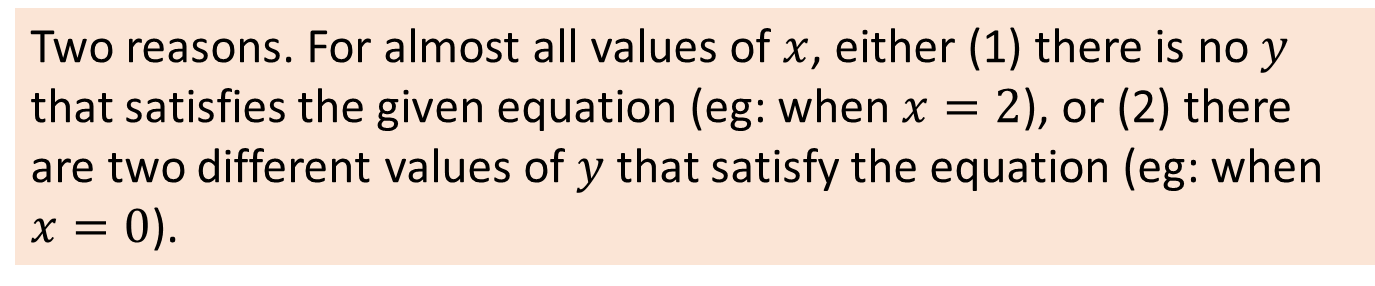 Two reasons. For almost all values of x, either (1) there is no y
that satisfies the given equation (eg: when x = 2), or (2) there
are two different values of y that satisfy the equation (eg: when
x = 0).